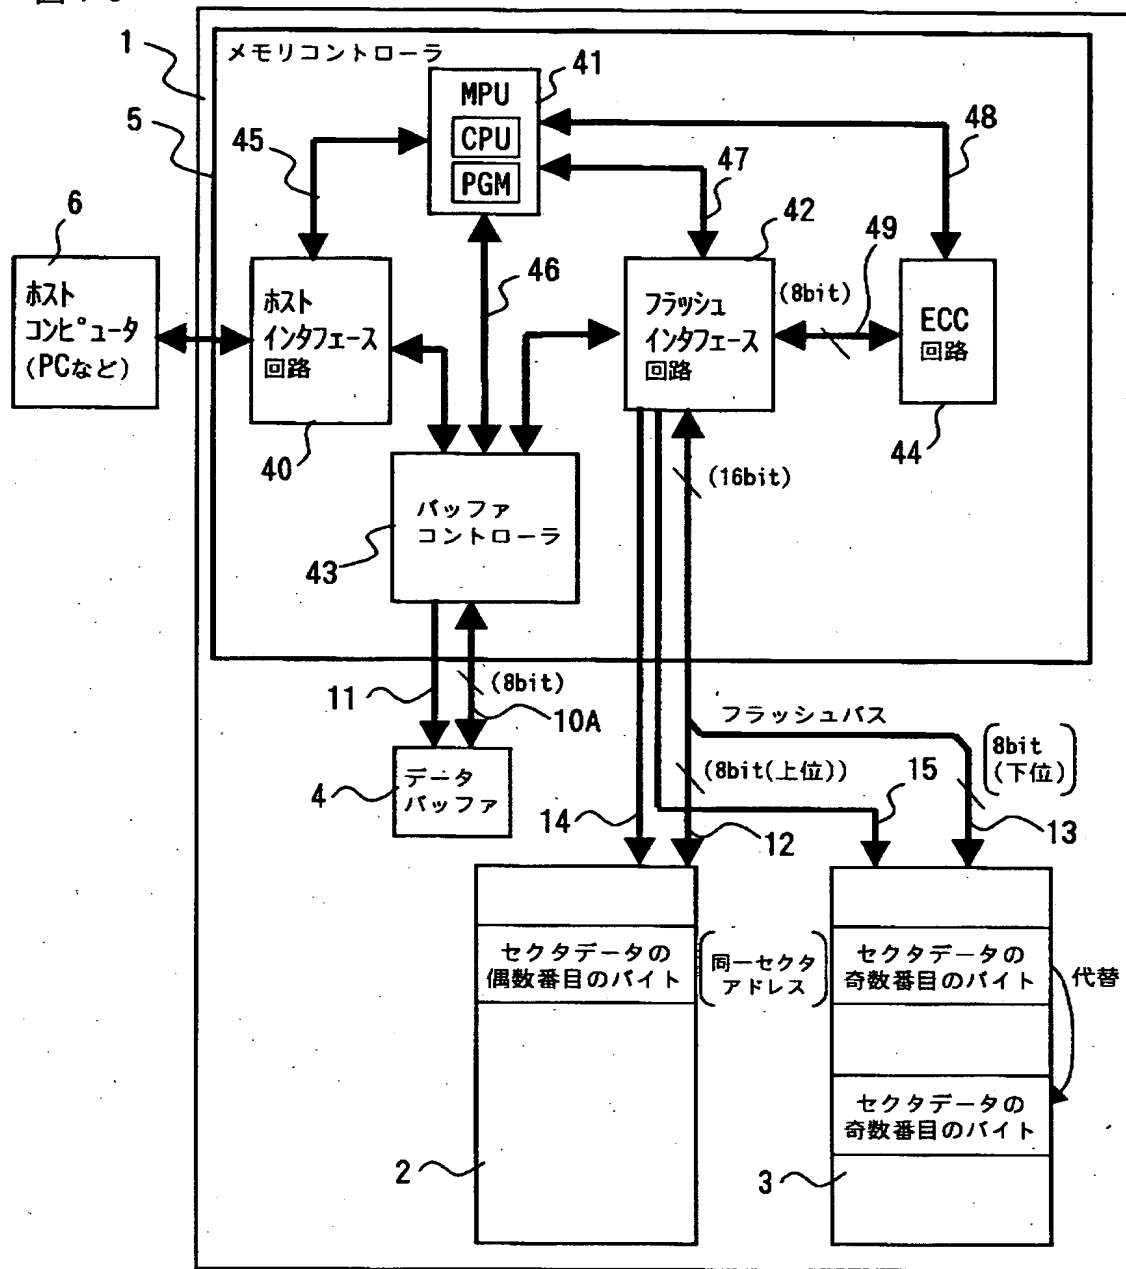 1
メモリコントローラ
41
MPU
CPU
PGM
5
45
48
47
6
42
49
46
ホスト
コンピュータ
(PCなど)
ホスト
インタフェース
回路
フラッシュ
インタフェース
回路
(8bit)
ECC
回路
40
44
(16bit)
バッファ
コントローラ
43
11
(8bit)
10A
フラッシュバス
8bit
(下位)
(8bit(上位))
15
データ
バッファ
4
14
12
13
セクタデータの
偶数番目のバイト
同一セクタ
アドレス
セクタデータの
奇数番目のバイト
代替
セクタデータの
奇数番目のバイト
2
3